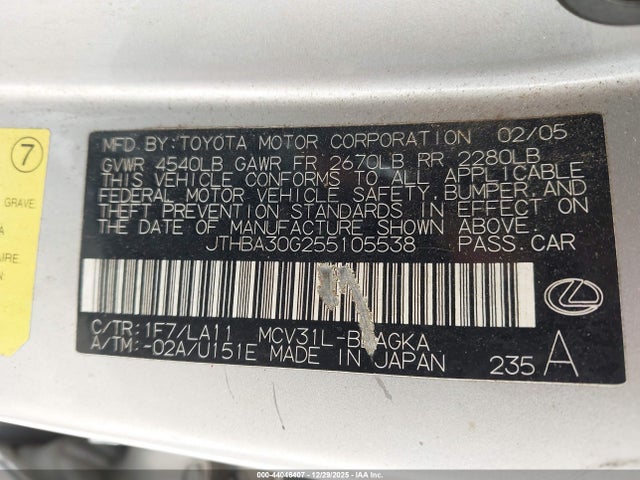 7
GRAVE
A
AIRE.
MFD. BY: TOYOTA MOTOR CORPORATION 02/05
GVWR 4540LB GAWR FR 2670LB RR 2280LB
THIS VEHICLE CONFORMS TO ALL APPLICABLE
FEDERAL MOTOR VEHICLE SAFETY, BUMPER, AND
THEFT PREVENTION STANDARDS IN EFFECT ON
THE DATE OF MANUFACTURE SHOWN ABOVE.
JTHBA30G255105538 PASS. CAR
C/TR: 1F7/LA11 MCV31L-B AGKA
A/TM: -02A/U151E MADE IN JAPAN 235 A
000-44046407 - 12/29/2025 - IAA Inc.